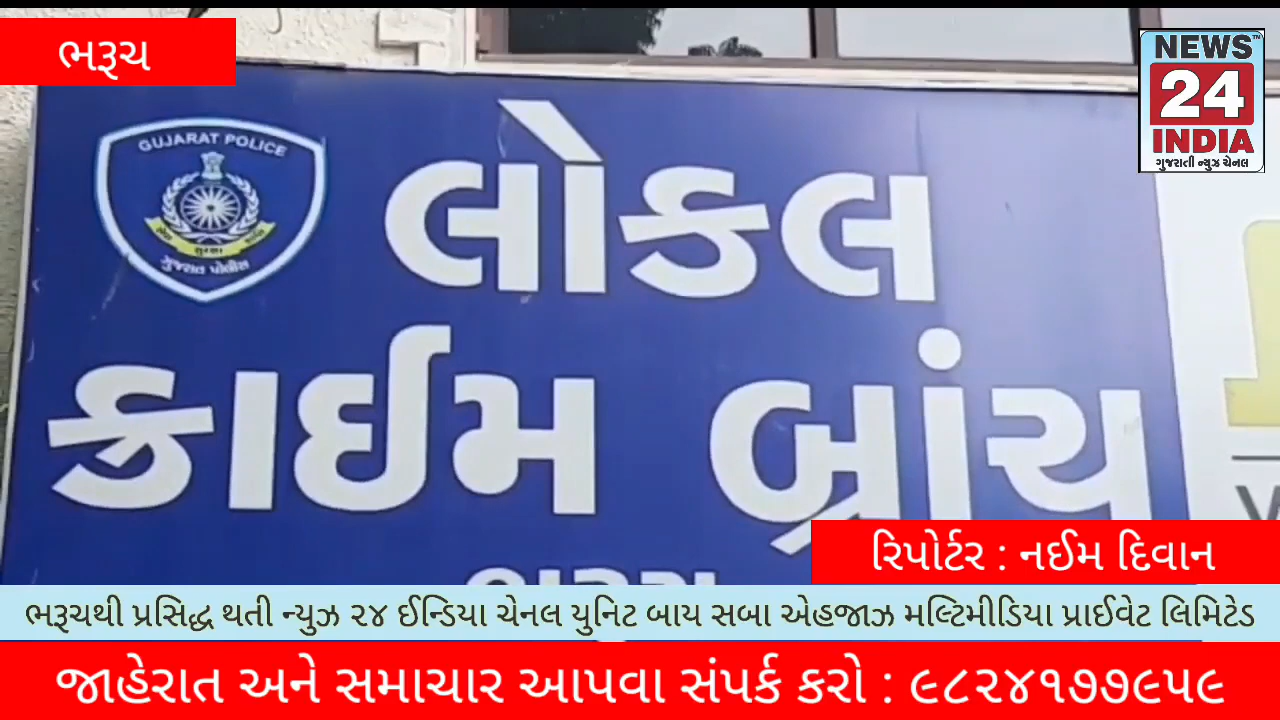 ભરૂચ
NEWS
24
INDIA
ગુજરાતી ન્યુઝ ચેનલ
GUJARAT POLICE
સુરક્ષા
ગુજરાત પોલીસ
લોકલ
ક્રાઈમ બ્રાંચ
રિપોર્ટર : નઈમ દિવાન
ભરૂચથી પ્રસિદ્ધ થતી ન્યુઝ ૨૪ ઈન્ડિયા ચેનલ યુનિટ બાય સબા એહજાઝ મલ્ટિમીડિયા પ્રાઈવેટ લિમિટેડ
જાહેરાત અને સમાચાર આપવા સંપર્ક કરો : ૯૮૨૪૧૭૭૯૫૯